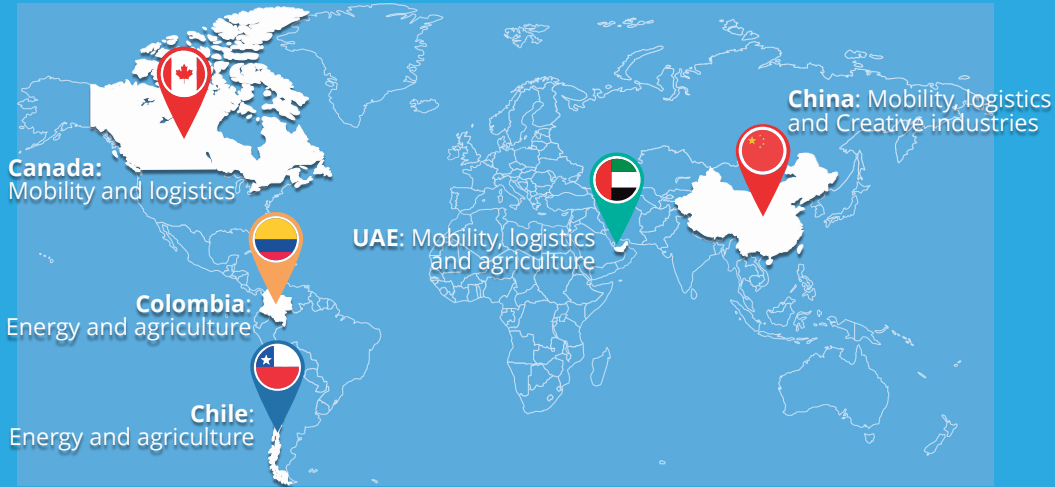 China: Mobility, logistics
and Creative industries
Canada:
Mobility and logistics
UAE: Mobility, logistics
and agriculture
Colombia:
Energy and agriculture
Chile:
Energy and agriculture